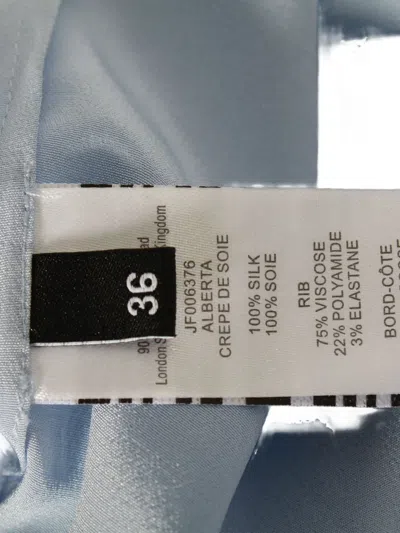 36
90
London S
Kingdom
JF006376
ALBERTA
CREPE DE SOIE
100% SILK
100% SOIE
RIB
75% VISCOSE
22% POLYAMIDE
3% ELASTANE
BORD-CÔTE